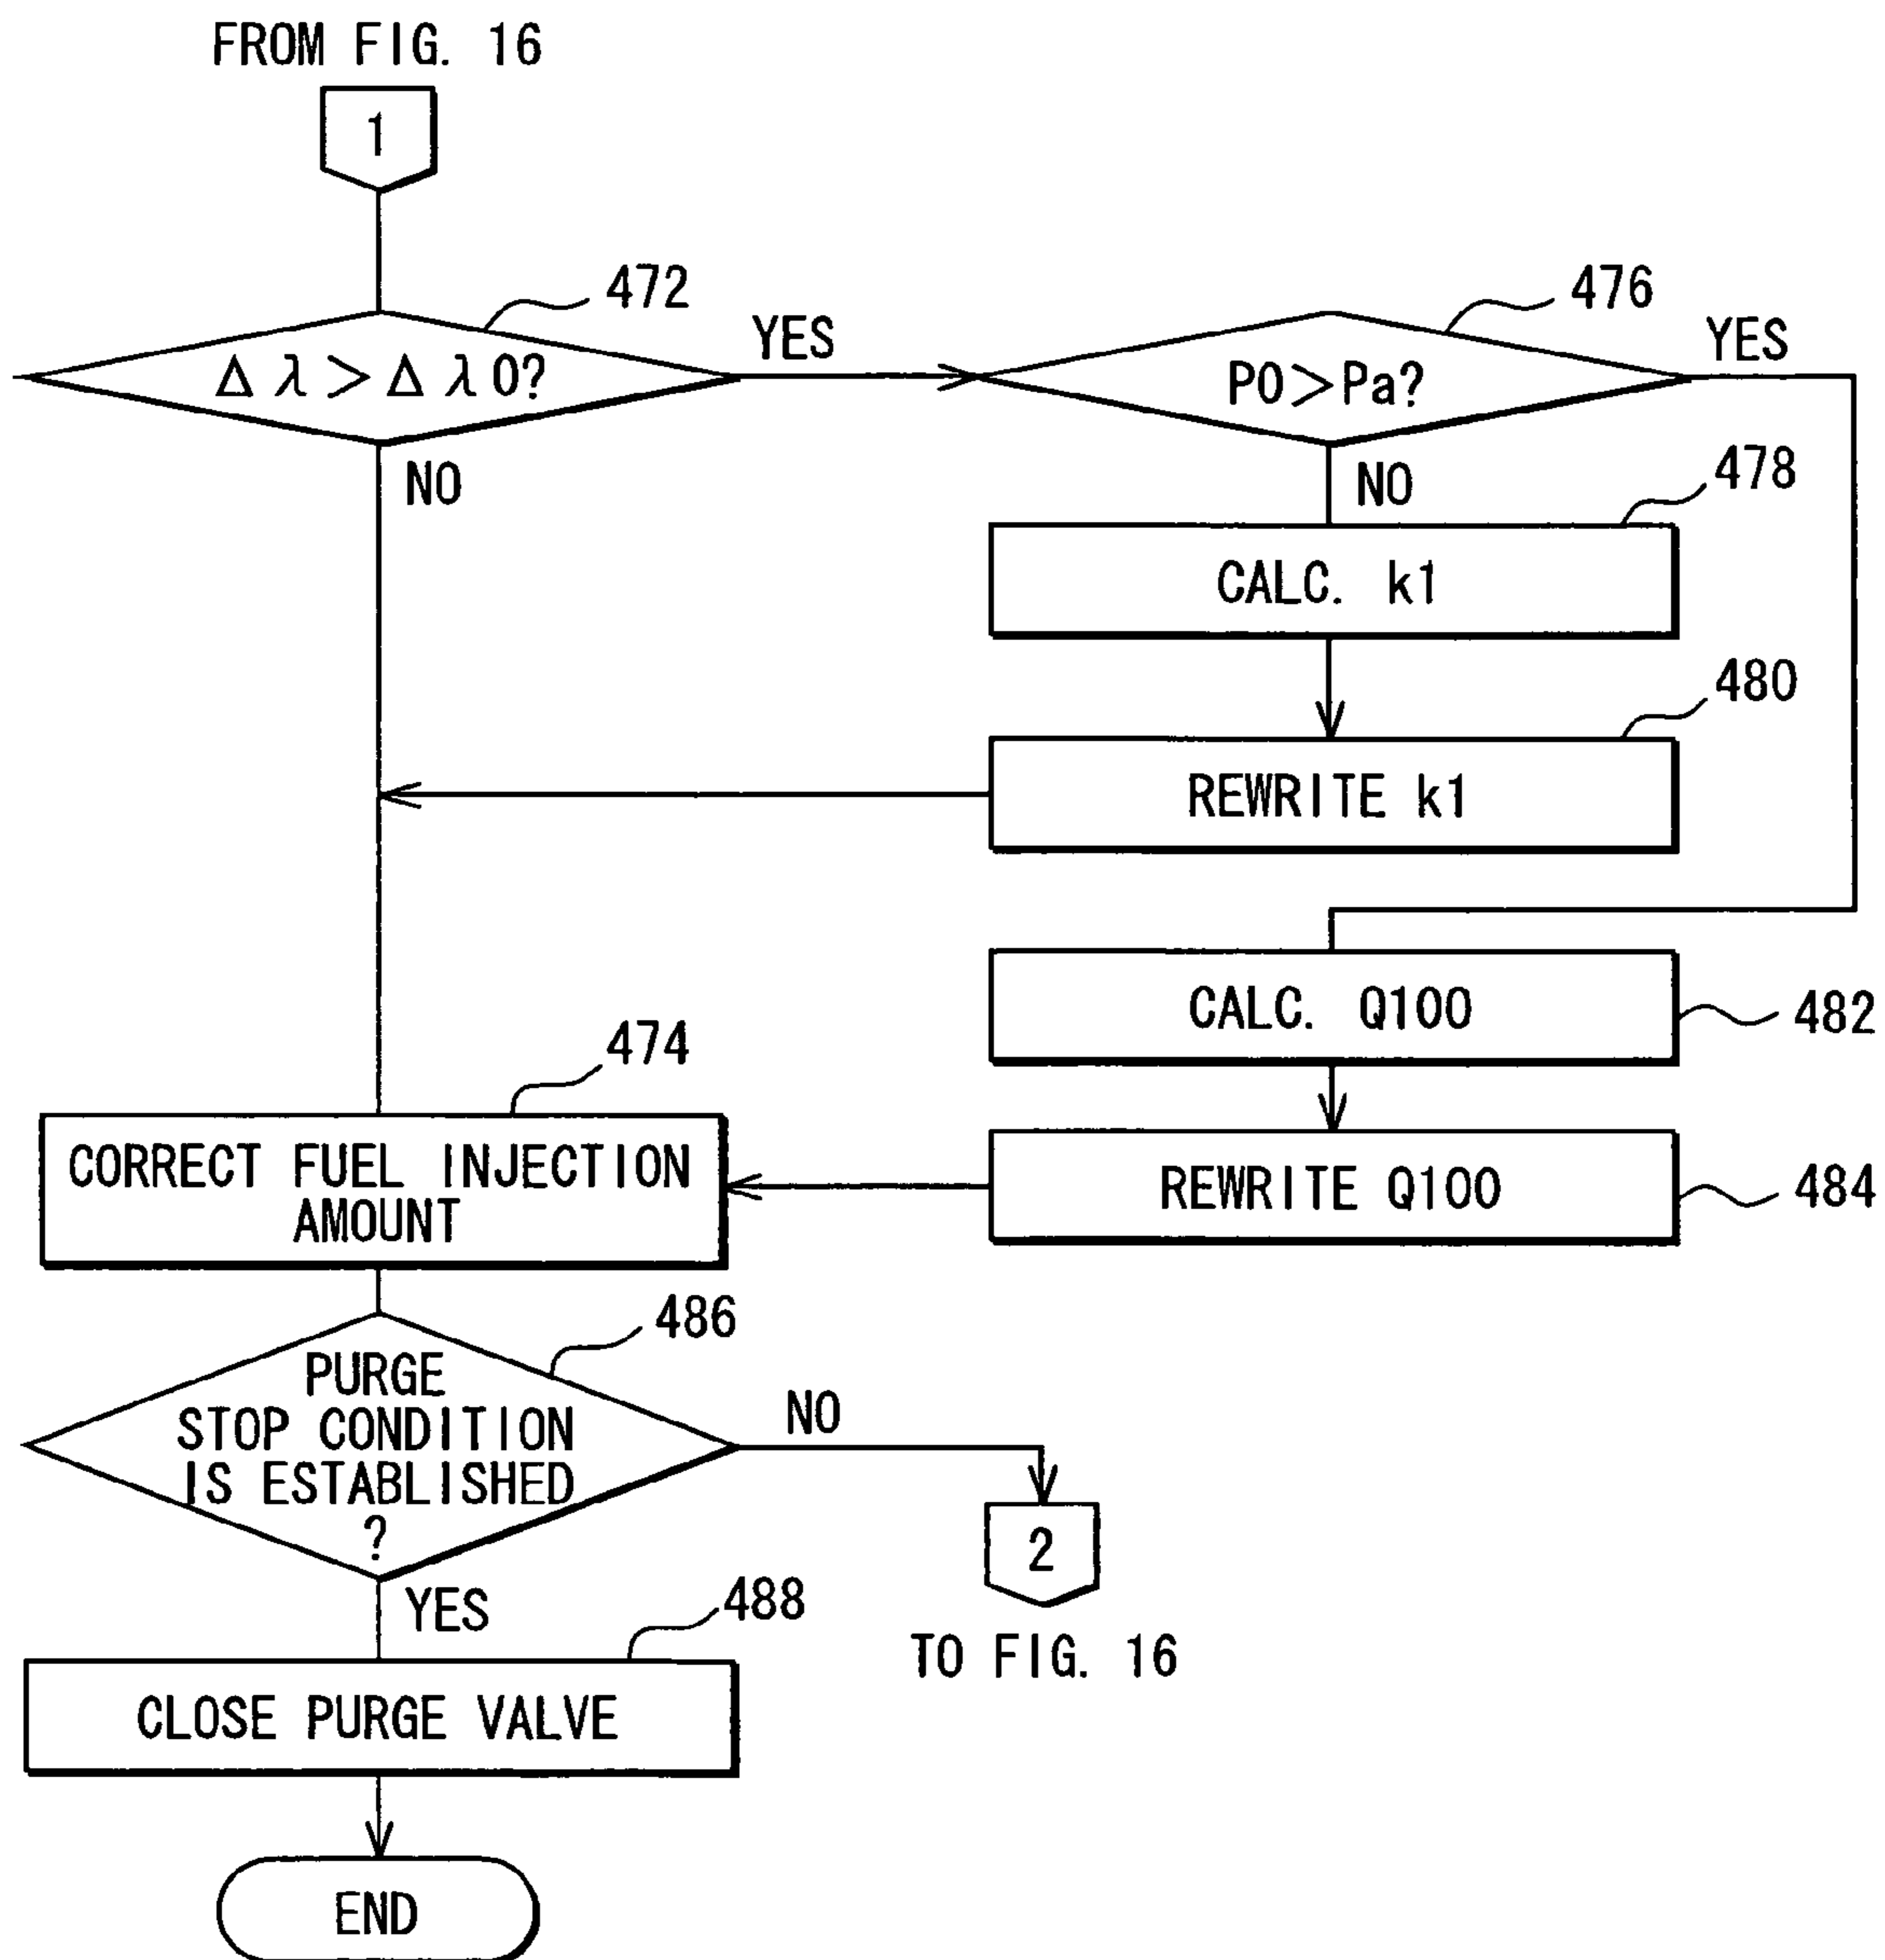 FROM FIG. 16
1
472
Δλ>Δλ0?
YES
NO
476
P0>Pa?
YES
NO
478
CALC. k1
480
REWRITE k1
CALC. Q100
482
REWRITE Q100
484
474
CORRECT FUEL INJECTION
AMOUNT
486
PURGE
STOP CONDITION
IS ESTABLISHED
?
NO
2
TO FIG. 16
YES
488
CLOSE PURGE VALVE
END